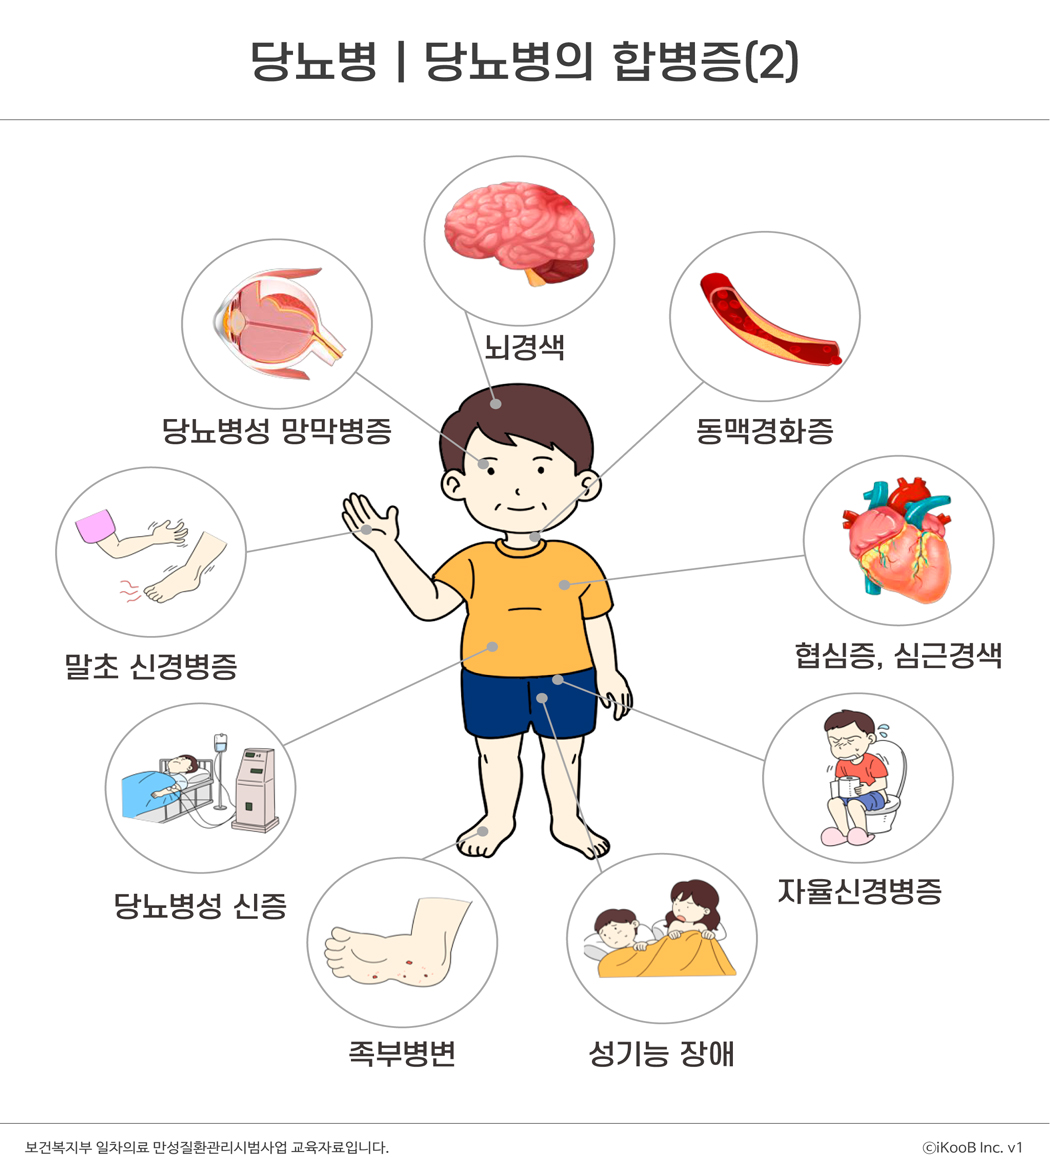 당뇨병 | 당뇨병의 합병증(2)
뇌경색
당뇨병성 망막병증
동맥경화증
말초 신경병증
협심증, 심근경색
당뇨병성 신증
자율신경병증
족부병변
성기능 장애
보건복지부 일차의료 만성질환관리시범사업 교육자료입니다.
ⓒiKooB Inc. v1